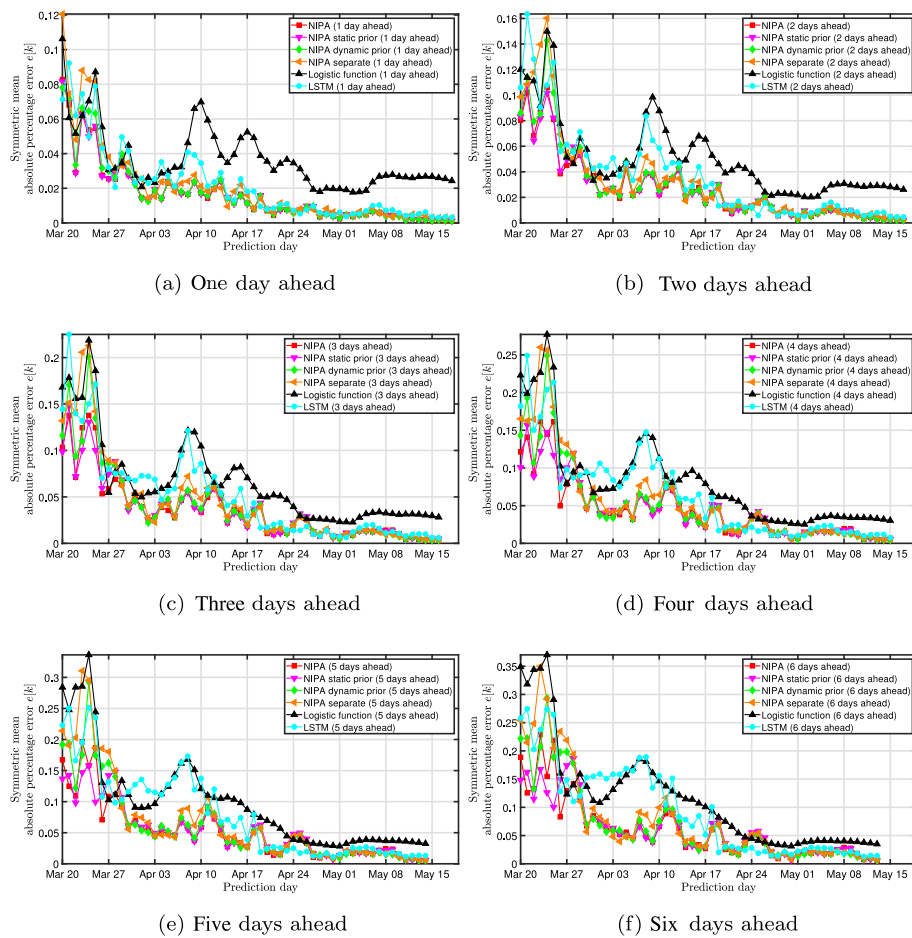 Symmetric mean
absolute percentage error e[k]
0.12
0.1
0.08
0.06
0.04
0.02
0
NIPA (1 day ahead)
NIPA static prior (1 day ahead)
NIPA dynamic prior (1 day ahead)
NIPA separate (1 day ahead)
Logistic function (1 day ahead)
LSTM (1 day ahead)
Mar 20 Mar 27 Apr 03 Apr 10 Apr 17 Apr 24 May 01 May 08 May 15
Prediction day
(a) One day ahead
Symmetric mean
absolute percentage error e[k]
0.16
0.14
0.12
0.1
0.08
0.06
0.04
0.02
0
NIPA (2 days ahead)
NIPA static prior (2 days ahead)
NIPA dynamic prior (2 days ahead)
NIPA separate (2 days ahead)
Logistic function (2 days ahead)
LSTM (2 days ahead)
Mar 20 Mar 27 Apr 03 Apr 10 Apr 17 Apr 24 May 01 May 08 May 15
Prediction day
(b) Two days ahead
Symmetric mean
absolute percentage error e[k]
0.2
0.15
0.1
0.05
0
NIPA (3 days ahead)
NIPA static prior (3 days ahead)
NIPA dynamic prior (3 days ahead)
NIPA separate (3 days ahead)
Logistic function (3 days ahead)
LSTM (3 days ahead)
Mar 20 Mar 27 Apr 03 Apr 10 Apr 17 Apr 24 May 01 May 08 May 15
Prediction day
(c) Three days ahead
Symmetric mean
absolute percentage error e[k]
0.25
0.2
0.15
0.1
0.05
0
NIPA (4 days ahead)
NIPA static prior (4 days ahead)
NIPA dynamic prior (4 days ahead)
NIPA separate (4 days ahead)
Logistic function (4 days ahead)
LSTM (4 days ahead)
Mar 20 Mar 27 Apr 03 Apr 10 Apr 17 Apr 24 May 01 May 08 May 15
Prediction day
(d) Four days ahead
Symmetric mean
absolute percentage error e[k]
0.3
0.25
0.2
0.15
0.1
0.05
0
NIPA (5 days ahead)
NIPA static prior (5 days ahead)
NIPA dynamic prior (5 days ahead)
NIPA separate (5 days ahead)
Logistic function (5 days ahead)
LSTM (5 days ahead)
Mar 20 Mar 27 Apr 03 Apr 10 Apr 17 Apr 24 May 01 May 08 May 15
Prediction day
(e) Five days ahead
Symmetric mean
absolute percentage error e[k]
0.35
0.3
0.25
0.2
0.15
0.1
0.05
0
NIPA (6 days ahead)
NIPA static prior (6 days ahead)
NIPA dynamic prior (6 days ahead)
NIPA separate (6 days ahead)
Logistic function (6 days ahead)
LSTM (6 days ahead)
Mar 20 Mar 27 Apr 03 Apr 10 Apr 17 Apr 24 May 01 May 08 May 15
Prediction day
(f) Six days ahead